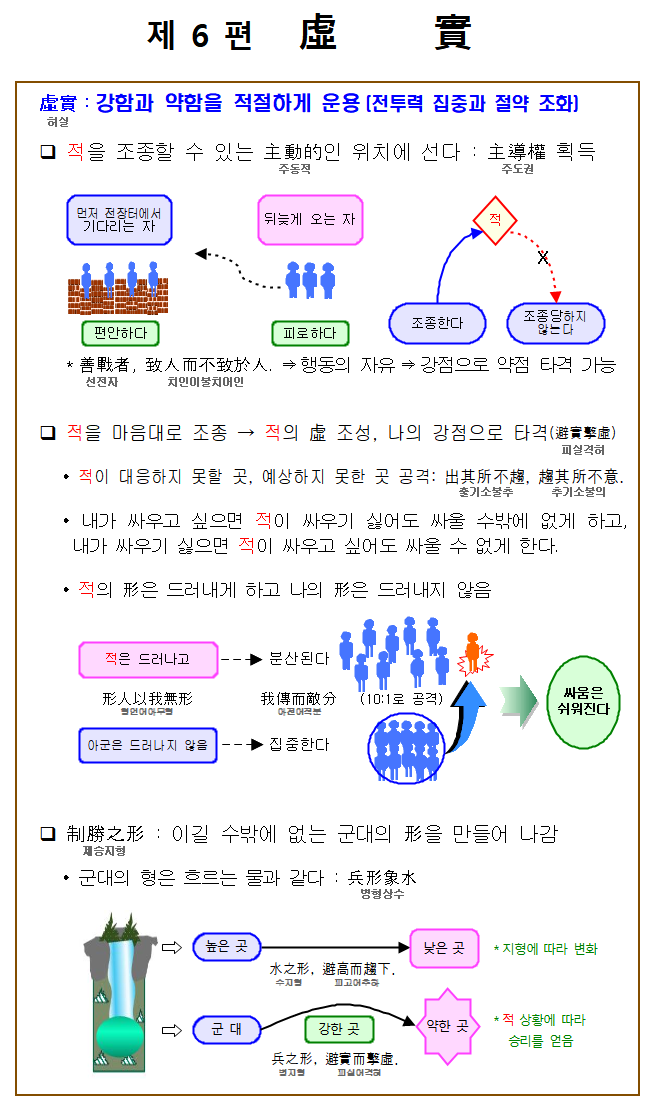 제 6 편 虛 實
虛實 : 강함과 약함을 적절하게 운용 (전투력 집중과 절약 조화)
허실
❑ 적을 조종할 수 있는 主動的인 위치에 선다 : 主導權 획득
주동적 주도권
먼저 전장터에서
기다리는 자
뒤늦게 오는 자
적
X
조종한다
조종당하지
않는다
편안하다
피로하다
* 善戰者, 致人而不致於人. ⇒ 행동의 자유 ⇒ 강점으로 약점 타격 가능
선전자 치인이불치어인
❑ 적을 마음대로 조종 → 적의 虛 조성, 나의 강점으로 타격(避實擊虛)
피실격허
• 적이 대응하지 못할 곳, 예상하지 못한 곳 공격: 出其所不趨, 趨其所不意.
출기소불추 추기소불의
• 내가 싸우고 싶으면 적이 싸우기 싫어도 싸울 수밖에 없게 하고,
내가 싸우기 싫으면 적이 싸우고 싶어도 싸울 수 없게 한다.
• 적의 形은 드러내게 하고 나의 形은 드러내지 않음
적은 드러나고
분산된다
形人以我無形
형인이아무형
我傳而敵分
아전이적분
(10:1로 공격)
아군은 드러나지 않음
집중한다
싸움은
쉬워진다
❑ 制勝之形 : 이길 수밖에 없는 군대의 形을 만들어 나감
제승지형
• 군대의 형은 흐르는 물과 같다 : 兵形象水
병형상수
높은 곳
낮은 곳
* 지형에 따라 변화
水之形, 避高而趨下.
수지형 피고이추하
군 대
강한 곳
약한 곳
* 적 상황에 따라
승리를 얻음
兵之形, 避實而擊虛.
병지형 피실이격허